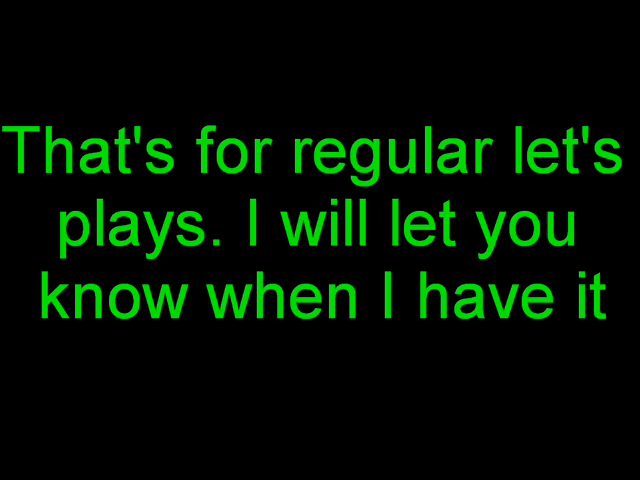 That's for regular let's
plays. I will let you
know when I have it